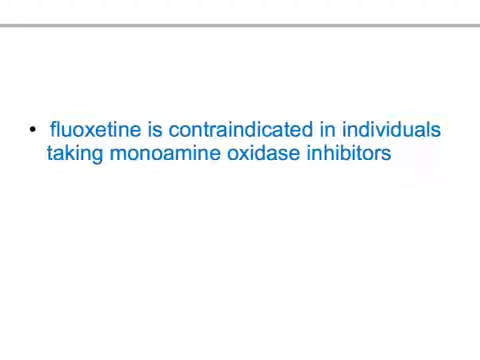 • fluoxetine is contraindicated in individuals
taking monoamine oxidase inhibitors